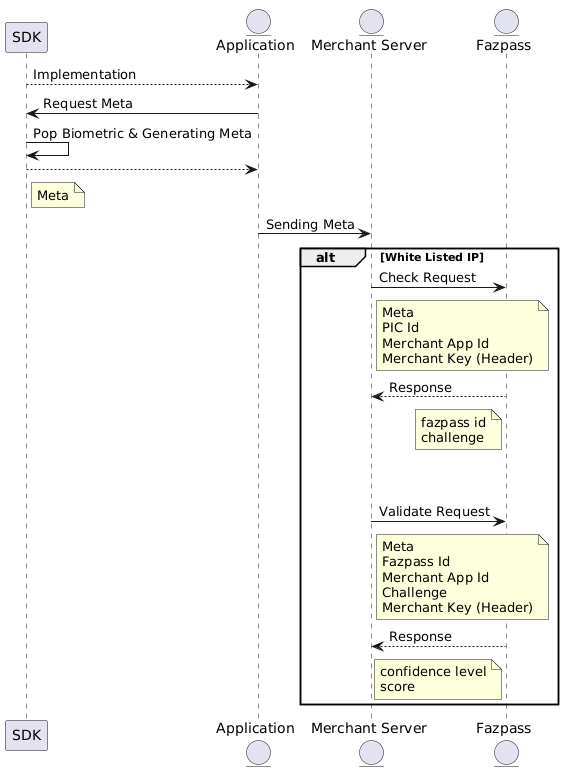 SDK
Application
Merchant Server
Fazpass
Implementation
Request Meta
Pop Biometric & Generating Meta
Meta
Sending Meta
alt
[White Listed IP]
Check Request
Meta
PIC Id
Merchant App Id
Merchant Key (Header)
Response
fazpass id
challenge
Validate Request
Meta
Fazpass Id
Merchant App Id
Challenge
Merchant Key (Header)
Response
confidence level
score
SDK
Application
Merchant Server
Fazpass